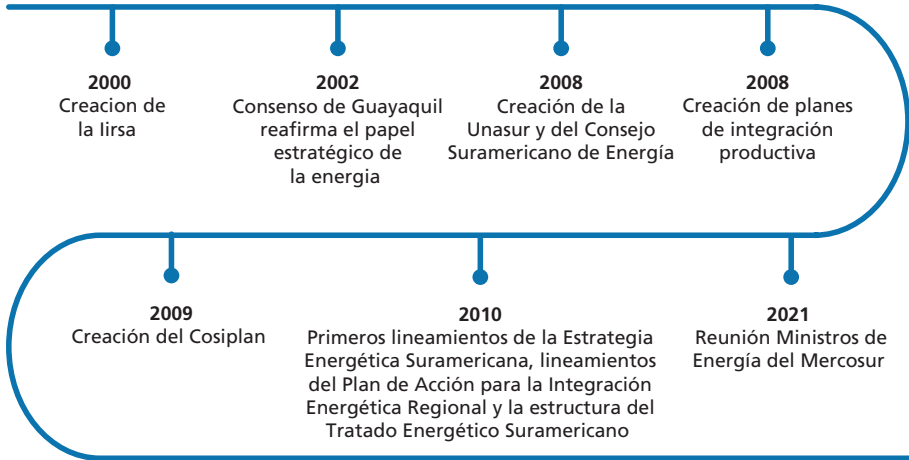 2000
Creacion de
la Iirsa
2002
Consenso de Guayaquil
reafirma el papel
estratégico de
la energia
2008
Creación de la
Unasur y del Consejo
Suramericano de Energía
2008
Creación de planes
de integración
productiva
2009
Creación del Cosiplan
2010
Primeros lineamientos de la Estrategia
Energética Suramericana, lineamientos
del Plan de Acción para la Integración
Energética Regional y la estructura del
Tratado Energético Suramericano
2021
Reunión Ministros de
Energía del Mercosur